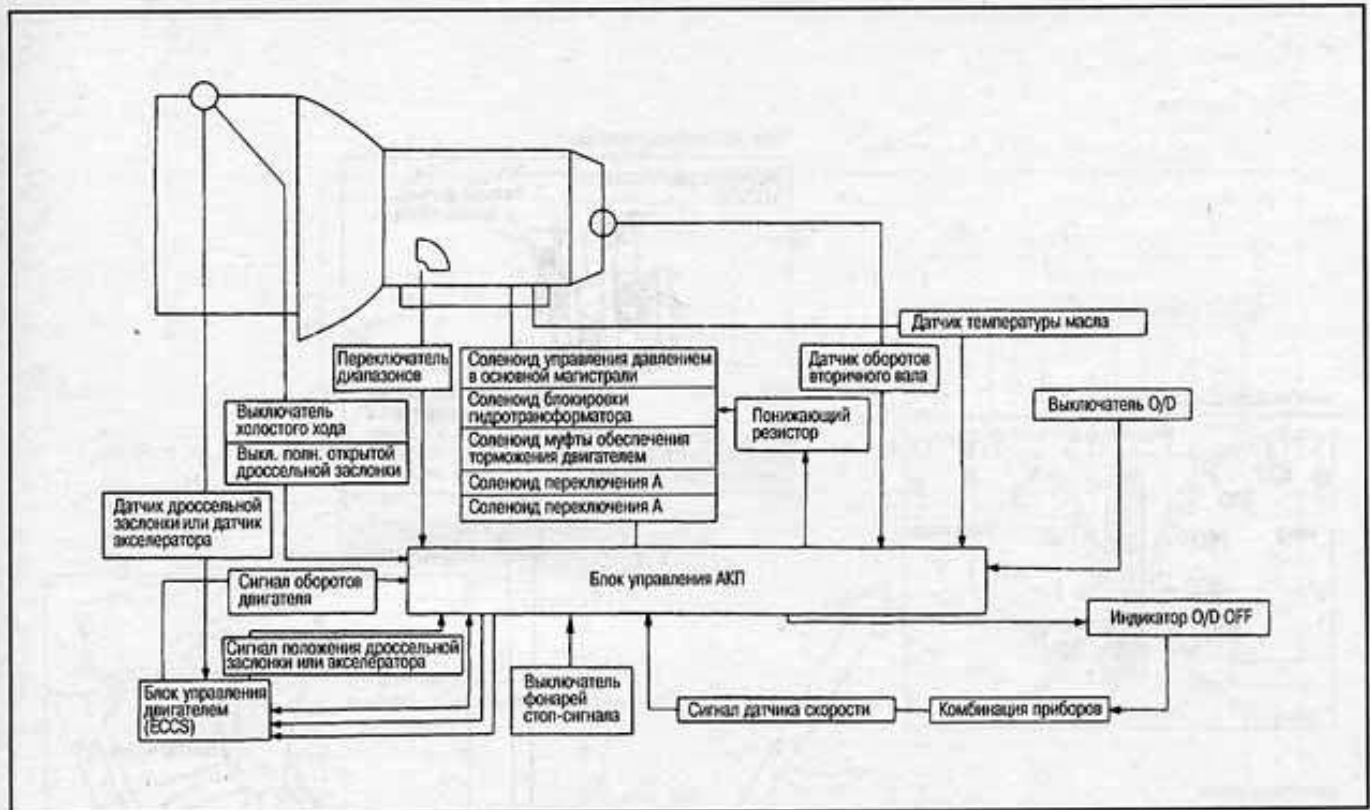 Датчик температуры масла
Переключатель
диапазонов
Соленоид управления давлением
в основной магистрали
Датчик оборотов
вторичного вала
Соленоид блокировки
гидротрансформатора
Понижающий
резистор
Выключатель O/D
Выключатель
холостого хода
Выкл. полн. открытой
дроссельной заслонки
Соленоид муфты обеспечения
торможения двигателем
Соленоид переключения А
Соленоид переключения А
Датчик дроссельной
заслонки или датчик
акселератора
Сигнал оборотов
двигателя
Блок управления АКП
Индикатор O/D OFF
Сигнал положения дроссельной
заслонки или акселератора
Блок управления
двигателем
(ECCS)
Выключатель
фонарей
стоп-сигнала
Сигнал датчика скорости
Комбинация приборов